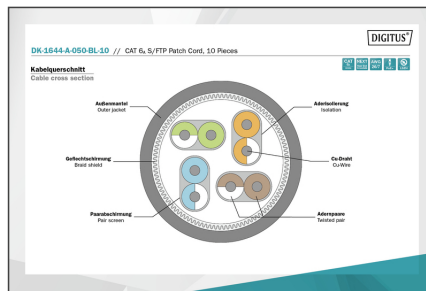 DIGITUS®
DK-1644-A-050-BL-10 // CAT 6A S/FTP Patch Cord, 10 Pieces
Kabelquerschnitt
Cable cross section
Außenmantel
Outer jacket
Aderisolierung
Isolation
Geflechtschirmung
Braid shield
Cu-Draht
Cu-Wire
Paarabschirmung
Pair screen
Adernpaare
Twisted pair